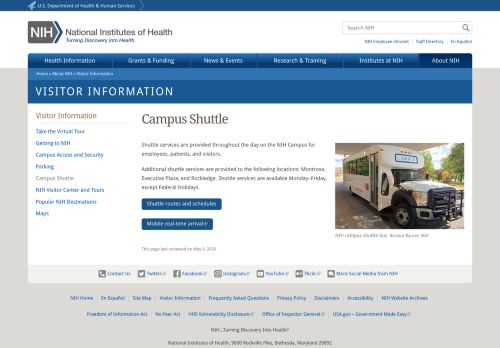 U.S. Department of Health & Human Services
NIH National Institutes of Health
Turning Discovery Into Health
Search NIH
NIH Employee Intranet | Staff Directory | En Español
Health Information
Grants & Funding
News & Events
Research & Training
Institutes at NIH
About NIH
Home » About NIH » Visitor Information
VISITOR INFORMATION
Visitor Information
Take the Virtual Tour
Getting to NIH
Campus Access and Security
Parking
Campus Shuttle
NIH Visitor Center and Tours
Popular NIH Destinations
Maps
Campus Shuttle
Shuttle services are provided throughout the day on the NIH Campus for
employees, patients, and visitors.
Additional shuttle services are provided to the following locations: Montrose,
Executive Plaza, and Rockledge. Shuttle services are available Monday–Friday,
except Federal Holidays.
Shuttle routes and schedules
Mobile real-time arrival
This page last reviewed on May 6, 2020
CAMPUS
NIH campus shuttle bus Richard Barnes, NIH
Contact Us
Twitter
Facebook
Instagram
YouTube
Flickr
More Social Media from NIH
NIH Home
En Español
Site Map
Visitor Information
Frequently Asked Questions
Privacy Policy
Disclaimers
Accessibility
NIH Website Archives
Freedom of Information Act
No Fear Act
HHS Vulnerability Disclosure
Office of Inspector General
USA.gov – Government Made Easy
NIH...Turning Discovery Into Health®
National Institutes of Health, 9000 Rockville Pike, Bethesda, Maryland 20892